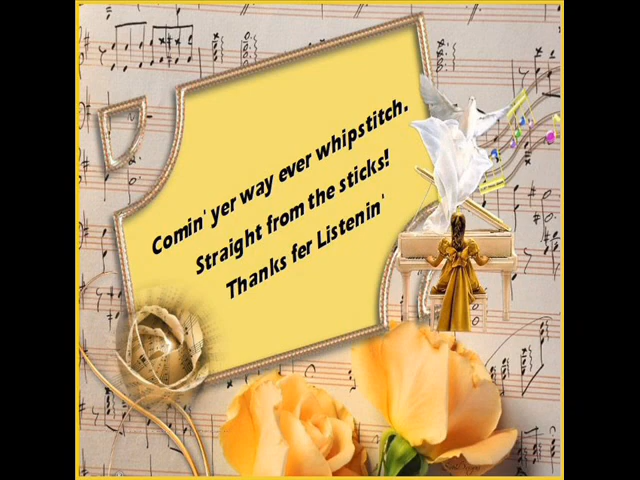 Comin' yer way ever whipstitch.
Straight from the sticks!
Thanks fer Listenin'